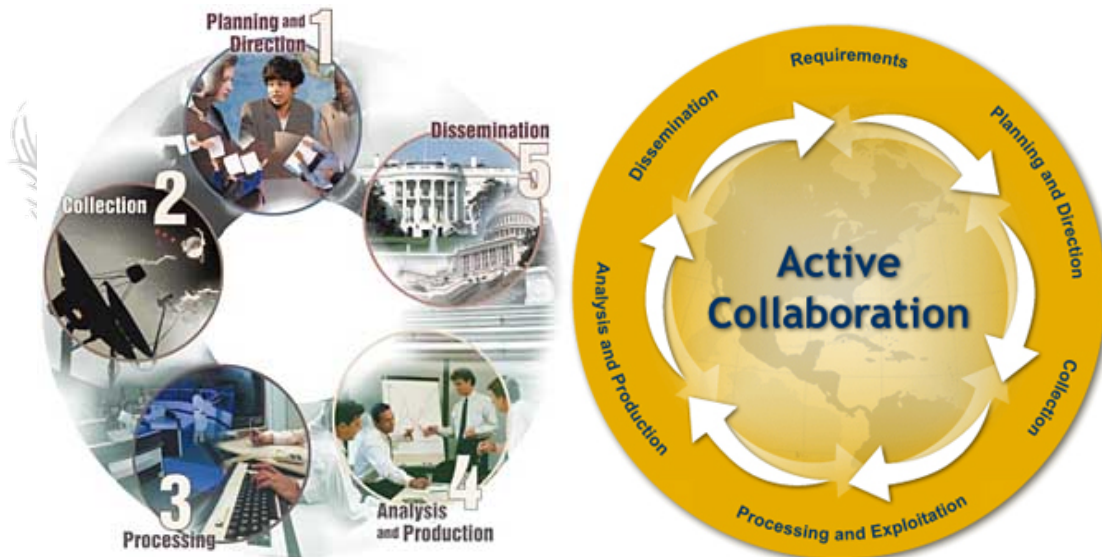 Planning and
Direction
1
Collection
2
3
Processing
4
Analysis
and Production
Dissemination
5
Requirements
Planning and Direction
Collection
Processing and Exploitation
Analysis and Production
Dissemination
Active
Collaboration